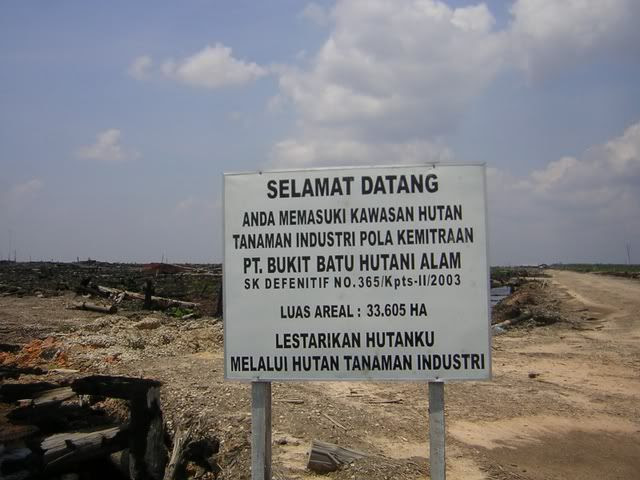 SELAMAT DATANG
ANDA MEMASUKI KAWASAN HUTAN
TANAMAN INDUSTRI POLA KEMITRAAN
PT. BUKIT BATU HUTANI ALAM
SK DEFENITIF NO.365/Kpts-II/2003
LUAS AREAL : 33.605 HA
LESTARIKAN HUTANKU
MELALUI HUTAN TANAMAN INDUSTRI